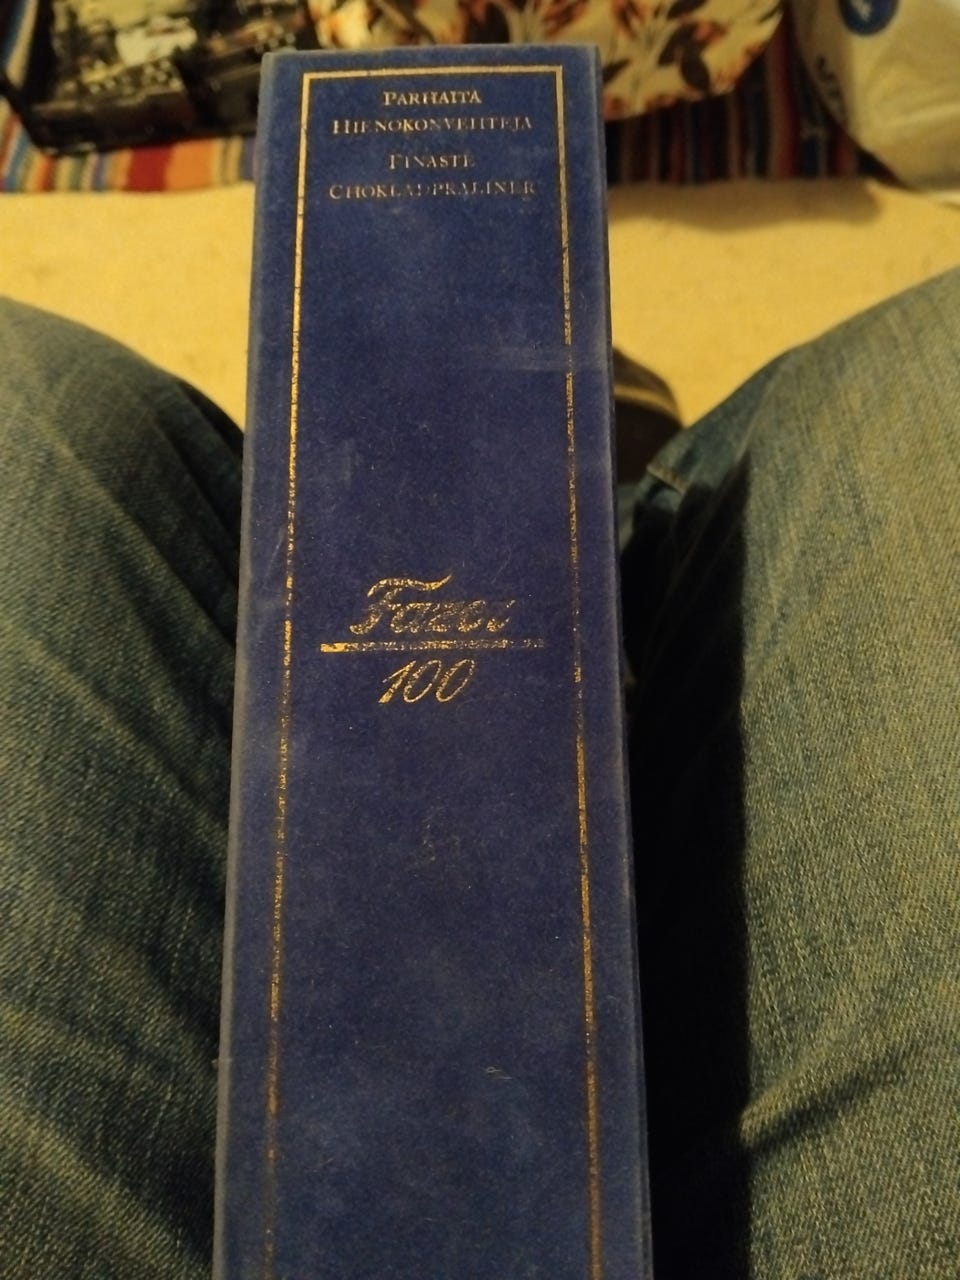 PARHAITA
HIENOKONVEHTEJA
FINASTE
CHOKLADPRALINER
Fazer
100